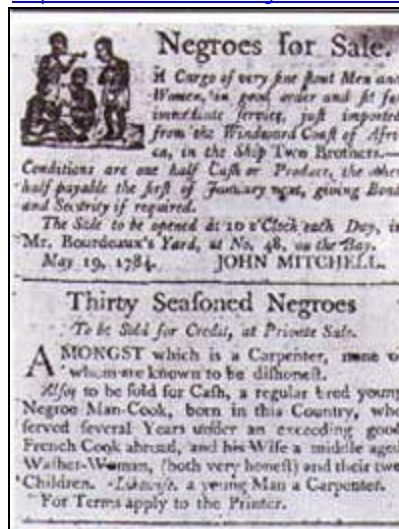 Negroes for Sale.
A Cargo of very fine ſtout Men and
Women, in good order and fit for
immediate ſervice, juſt imported
from the Windward Coaſt of Afri-
ca, in the Ship Two Brothers.—
Conditions are one half Caſh or Produce, the other
half payable the firſt of January next, giving Bond
and Security if required.
The Sale to be opened at 10 o'Clock each Day, in
Mr. Bourdeaux's Yard, at No. 48, on the Bay.
May 19, 1784. JOHN MITCHELL.
Thirty Seaſoned Negroes
To be Sold for Credit, at Private Sale.
AMONGST which is a Carpenter, none of
whom are known to be diſhoneſt.
Alſo, to be ſold for Caſh, a regular bred young
Negroe Man-Cook, born in this Country, who
ſerved ſeveral Years under an exceeding good
French Cook abroad, and his Wife a middle aged
Waſher-Woman, (both very honeſt) and their two
Children. -Likewiſe, a young Man a Carpenter.
For Terms apply to the Printer.